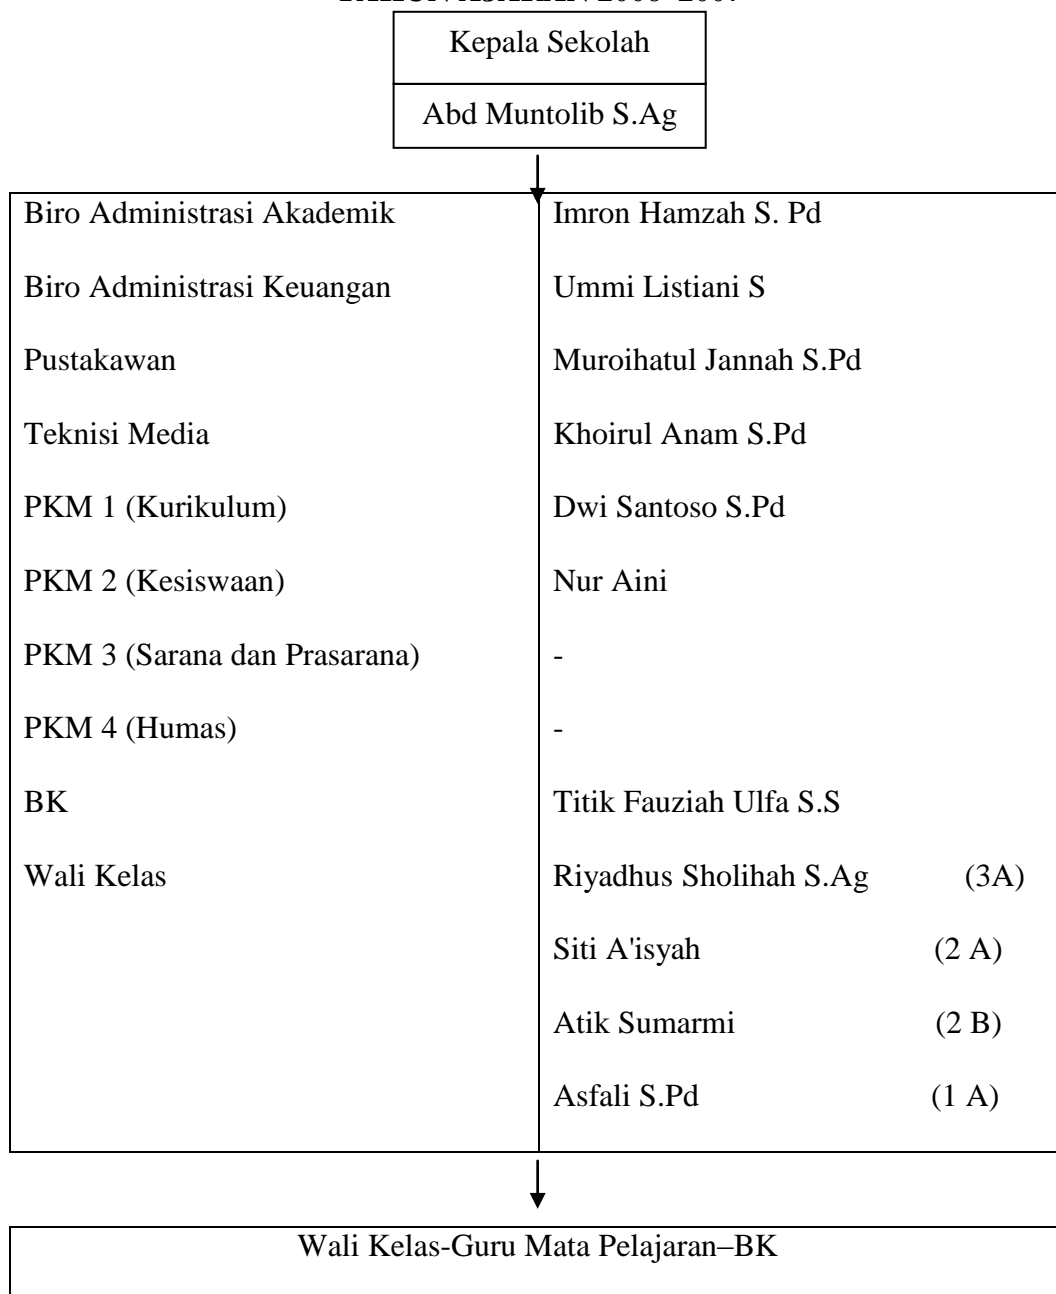 Kepala Sekolah
Abd Muntolib S.Ag
Biro Administrasi Akademik Imron Hamzah S. Pd
Biro Administrasi Keuangan Ummi Listiani S
Pustakawan Muroihatul Jannah S.Pd
Teknisi Media Khoirul Anam S.Pd
PKM 1 (Kurikulum) Dwi Santoso S.Pd
PKM 2 (Kesiswaan) Nur Aini
PKM 3 (Sarana dan Prasarana) -
PKM 4 (Humas) -
BK Titik Fauziah Ulfa S.S
Wali Kelas Riyadhus Sholihah S.Ag (3A)
Siti A'isyah (2 A)
Atik Sumarmi (2 B)
Asfali S.Pd (1 A)
Wali Kelas-Guru Mata Pelajaran–BK